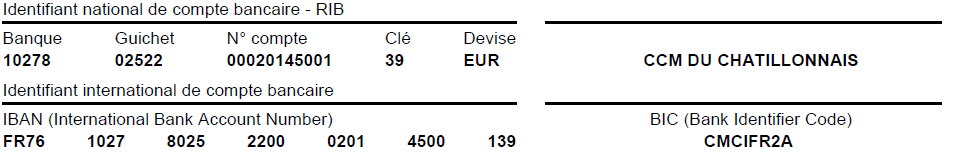 Identifiant national de compte bancaire - RIB
Banque Guichet N° compte Clé Devise
10278 02522 00020145001 39 EUR
CCM DU CHATILLONNAIS
Identifiant international de compte bancaire
IBAN (International Bank Account Number)
FR76 1027 8025 2200 0201 4500 139
BIC (Bank Identifier Code)
CMCIFR2A